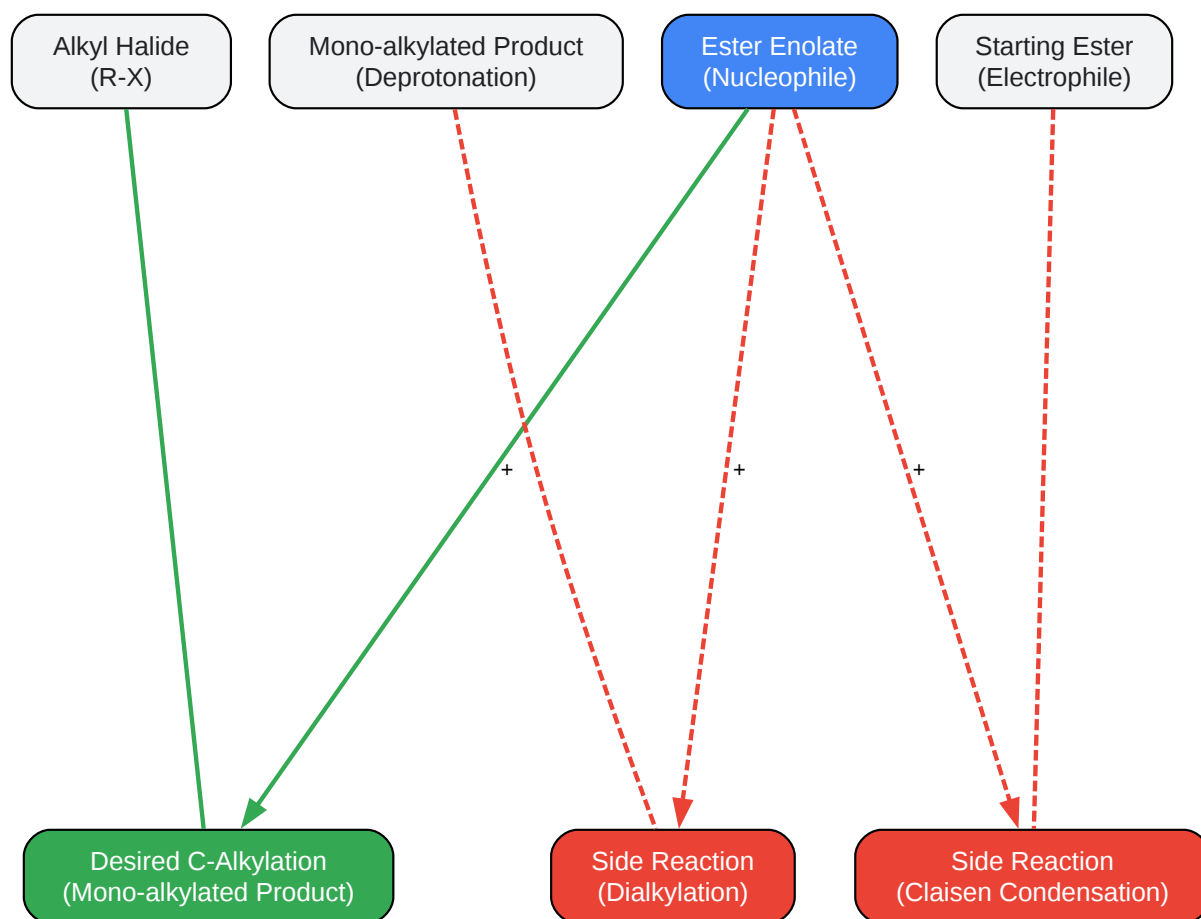 Alkyl Halide
(R-X)
Mono-alkylated Product
(Deprotonation)
Ester Enolate
(Nucleophile)
Starting Ester
(Electrophile)
+
+
+
Desired C-Alkylation
(Mono-alkylated Product)
Side Reaction
(Dialkylation)
Side Reaction
(Claisen Condensation)